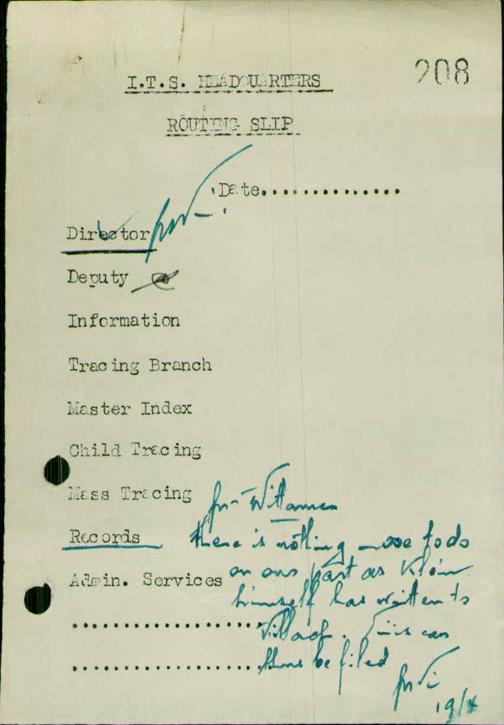 208
I.T.S. HEADQUARTERS
ROUTING SLIP
Date..............
Director
Deputy
Information
Tracing Branch
Master Index
Child Tracing
Mass Tracing
Records
there is nothing more to do
Admin. Services
on our part as Klein
himself has written to
Villach. This can
thus be filed